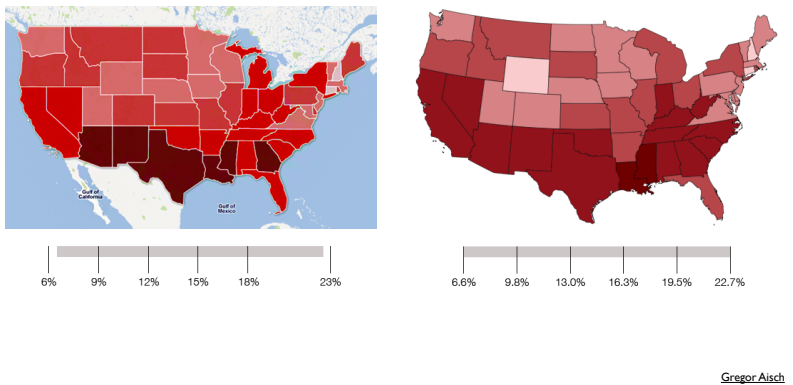 Gulf of
California
Gulf of
Mexico
6% 9% 12% 15% 18% 23%
6.6% 9.8% 13.0% 16.3% 19.5% 22.7%
Gregor Aisch